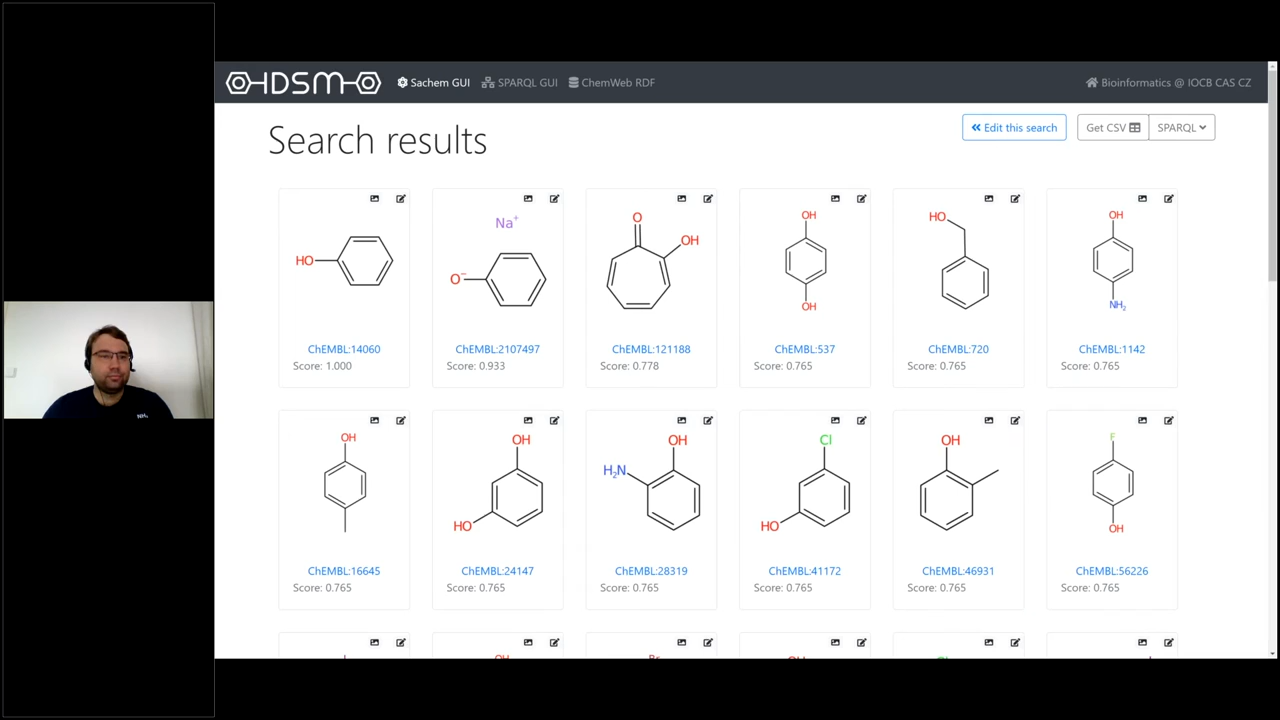 IDSM Sachem GUI SPARQL GUI ChemWeb RDF Bioinformatics @ IOCB CAS CZ
Search results
Edit this search Get CSV SPARQL
HO
ChEMBL:14060
Score: 1.000
Na+
O−
ChEMBL:2107497
Score: 0.933
O
OH
ChEMBL:121188
Score: 0.778
OH
OH
ChEMBL:537
Score: 0.765
HO
ChEMBL:720
Score: 0.765
OH
NH2
ChEMBL:1142
Score: 0.765
OH
ChEMBL:16645
Score: 0.765
OH
HO
ChEMBL:24147
Score: 0.765
OH
H2N
ChEMBL:28319
Score: 0.765
Cl
HO
ChEMBL:41172
Score: 0.765
OH
ChEMBL:46931
Score: 0.765
F
OH
ChEMBL:56226
Score: 0.765